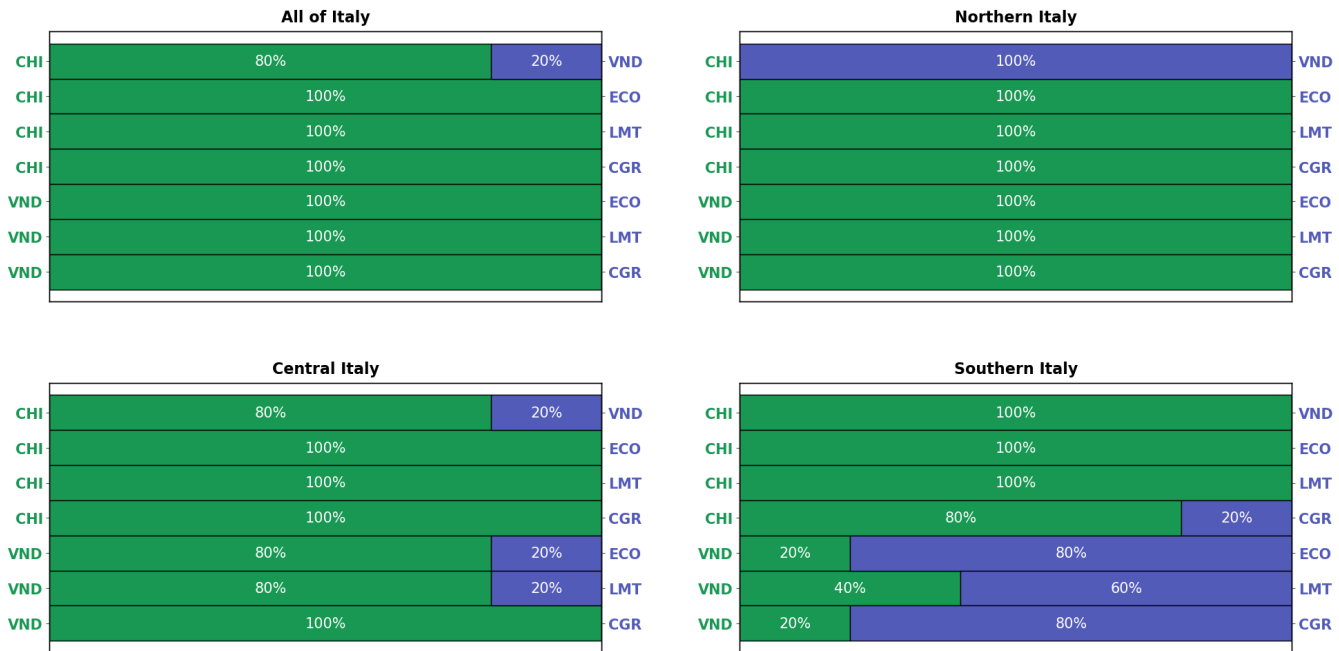 All of Italy
CHI 80% 20% VND
CHI 100% ECO
CHI 100% LMT
CHI 100% CGR
VND 100% ECO
VND 100% LMT
VND 100% CGR
Northern Italy
CHI 100% VND
CHI 100% ECO
CHI 100% LMT
CHI 100% CGR
VND 100% ECO
VND 100% LMT
VND 100% CGR
Central Italy
CHI 80% 20% VND
CHI 100% ECO
CHI 100% LMT
CHI 100% CGR
VND 80% 20% ECO
VND 80% 20% LMT
VND 100% CGR
Southern Italy
CHI 100% VND
CHI 100% ECO
CHI 100% LMT
CHI 80% 20% CGR
VND 20% 80% ECO
VND 40% 60% LMT
VND 20% 80% CGR